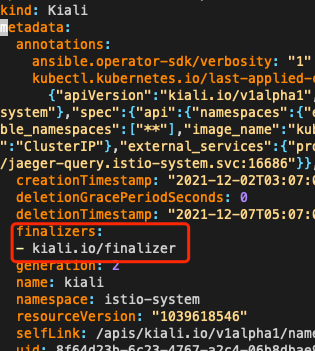 kind: Kiali
metadata:
annotations:
ansible.operator-sdk/verbosity: "1"
kubectl.kubernetes.io/last-applied-
{"apiVersion":"kiali.io/v1alpha1",
system"},"spec":{"api":{"namespaces":{"
ble_namespaces":["**"],"image_name":"kub
":"ClusterIP"},"external_services":{"pro
/jaeger-query.istio-system.svc:16686"}},
creationTimestamp: "2021-12-02T03:07:0
deletionGracePeriodSeconds: 0
deletionTimestamp: "2021-12-07T05:07:0
finalizers:
- kiali.io/finalizer
generation: 2
name: kiali
namespace: istio-system
resourceVersion: "1039618546"
selfLink: /apis/kiali.io/v1alpha1/name
uid: 8f64d23b-6c23-4767-a2c4-06b8dbae